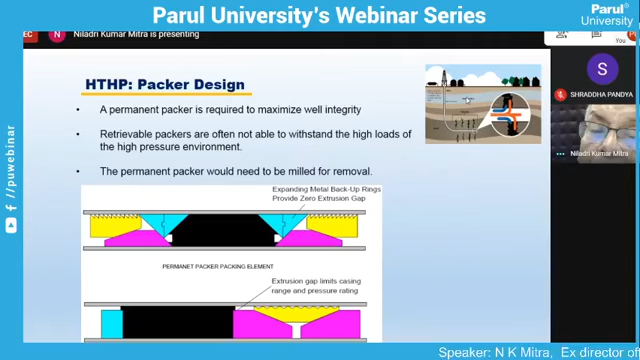 Parul University's Webinar Series
Parul®
University
EC
N
Niladri Kumar Mitra is presenting
You
HTHP: Packer Design
• A permanent packer is required to maximize well integrity
• Retrievable packers are often not able to withstand the high loads of
the high pressure environment.
• The permanent packer would need to be milled for removal.
S
SHRADDHA PANDYA
Niladri Kumar Mitra
Expanding Metal Back-Up Rings
Provide Zero Extrusion Gap
PERMANET PACKER PACKING ELEMENT
Extrusion gap limits casing
range and pressure rating
/puwebinar
Speaker: N K Mitra, Ex director of